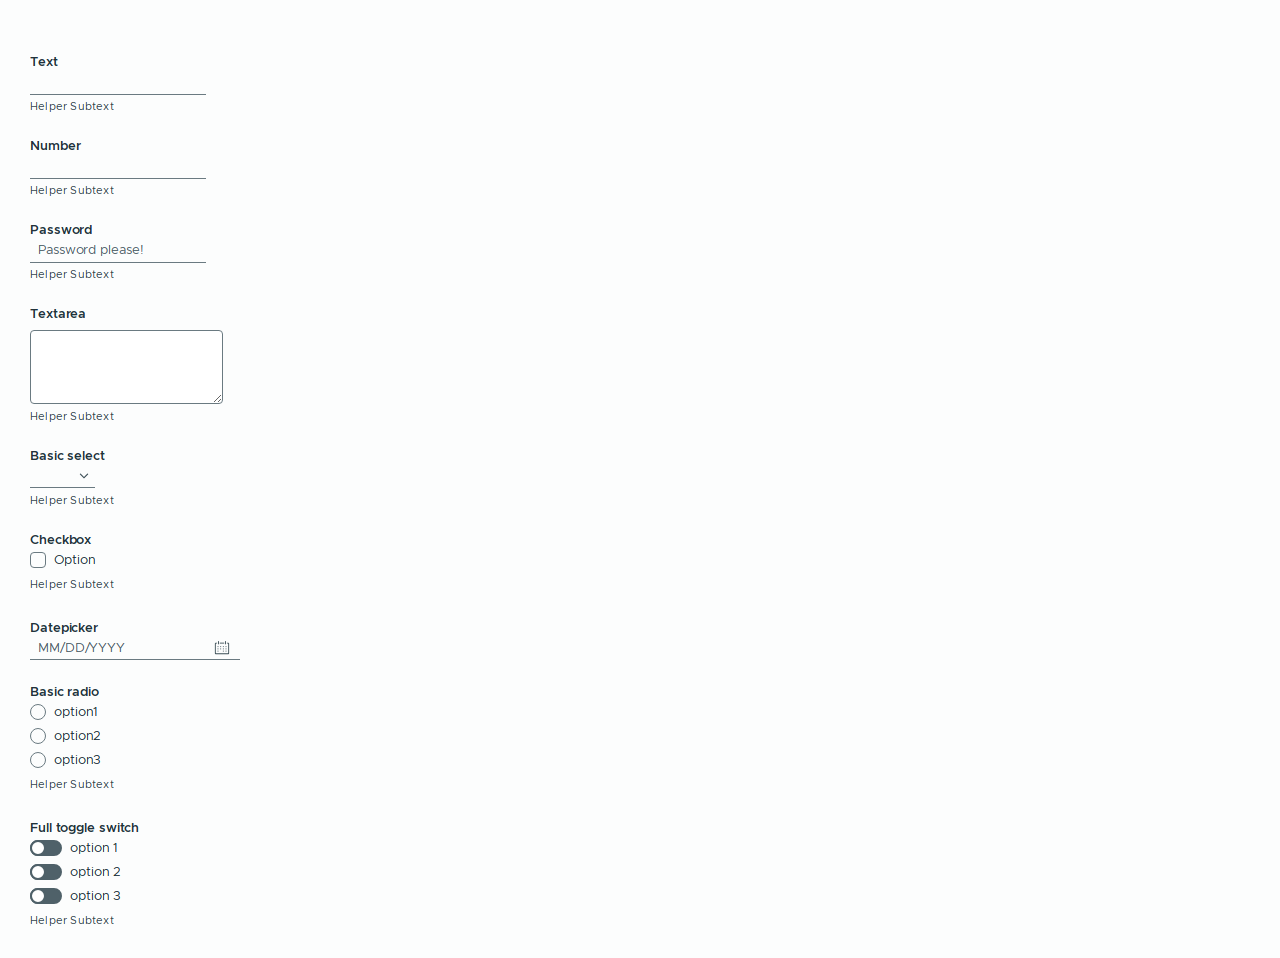 Text
Helper Subtext
Number
Helper Subtext
Password
Password please!
Helper Subtext
Textarea
Helper Subtext
Basic select
Helper Subtext
Checkbox
Option
Helper Subtext
Datepicker
MM/DD/YYYY
Basic radio
option1
option2
option3
Helper Subtext
Full toggle switch
option 1
option 2
option 3
Helper Subtext